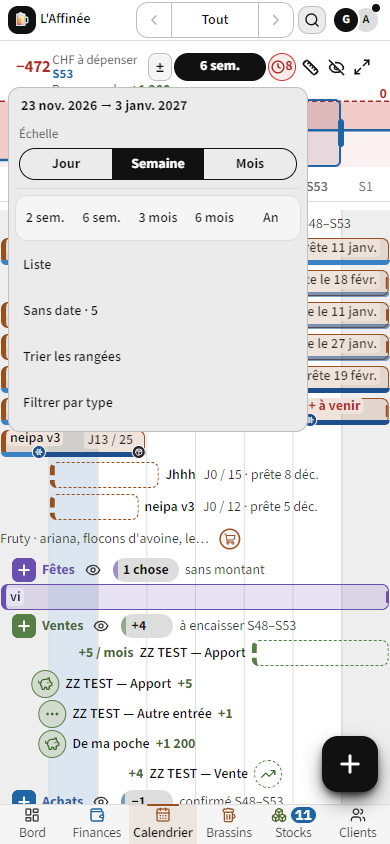 L'Affinée
Tout
G
A
−472
CHF à dépenser
S53
±
6 sem.
8
23 nov. 2026 → 3 janv. 2027
0
Échelle
Jour
Semaine
Mois
S53
S1
2 sem.
6 sem.
3 mois
6 mois
An
48–S53
Liste
rête 11 janv.
e le 18 févr.
Sans date · 5
e le 11 janv.
e le 27 janv.
Trier les rangées
rête 19 févr.
Filtrer par type
+ à venir
neipa v3
J13 / 25
Jhhh J0 / 15 · prête 8 déc.
neipa v3 J0 / 12 · prête 5 déc.
Fruty · ariana, flocons d'avoine, le…
Fêtes
1 chose
sans montant
vi
Ventes
+4
à encaisser S48–S53
+5 / mois ZZ TEST — Apport
ZZ TEST — Apport +5
ZZ TEST — Autre entrée +1
De ma poche +1 200
+4 ZZ TEST — Vente
Achats
−1
confirmé S48–S53
Bord
Finances
Calendrier
Brassins
Stocks
11
Clients